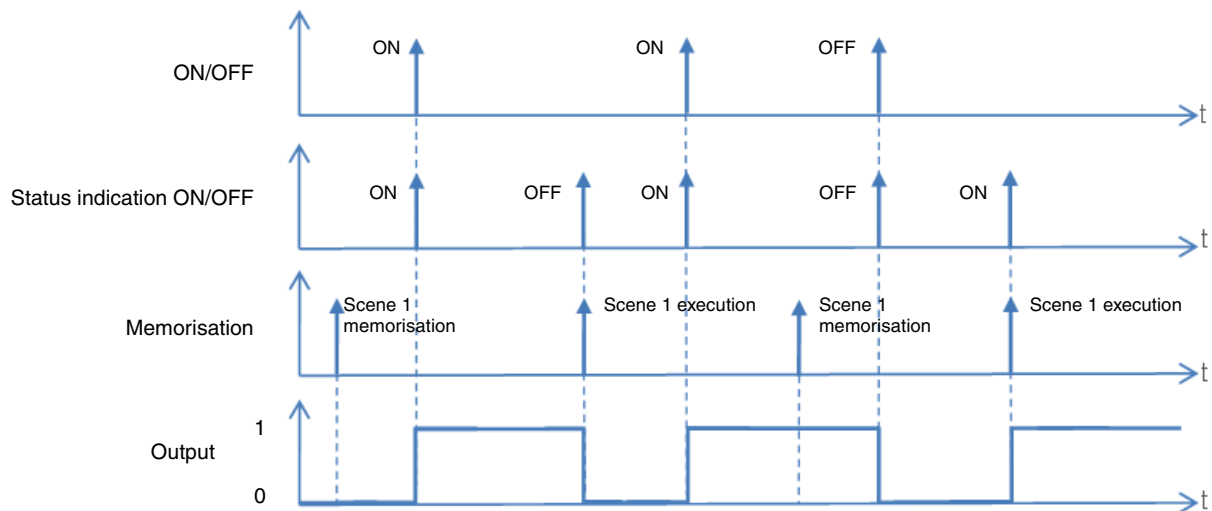 ON/OFF
ON
ON
OFF
t
Status indication ON/OFF
ON
OFF
ON
OFF
ON
t
Memorisation
Scene 1
memorisation
Scene 1 execution
Scene 1
memorisation
Scene 1 execution
t
Output
1
0
t